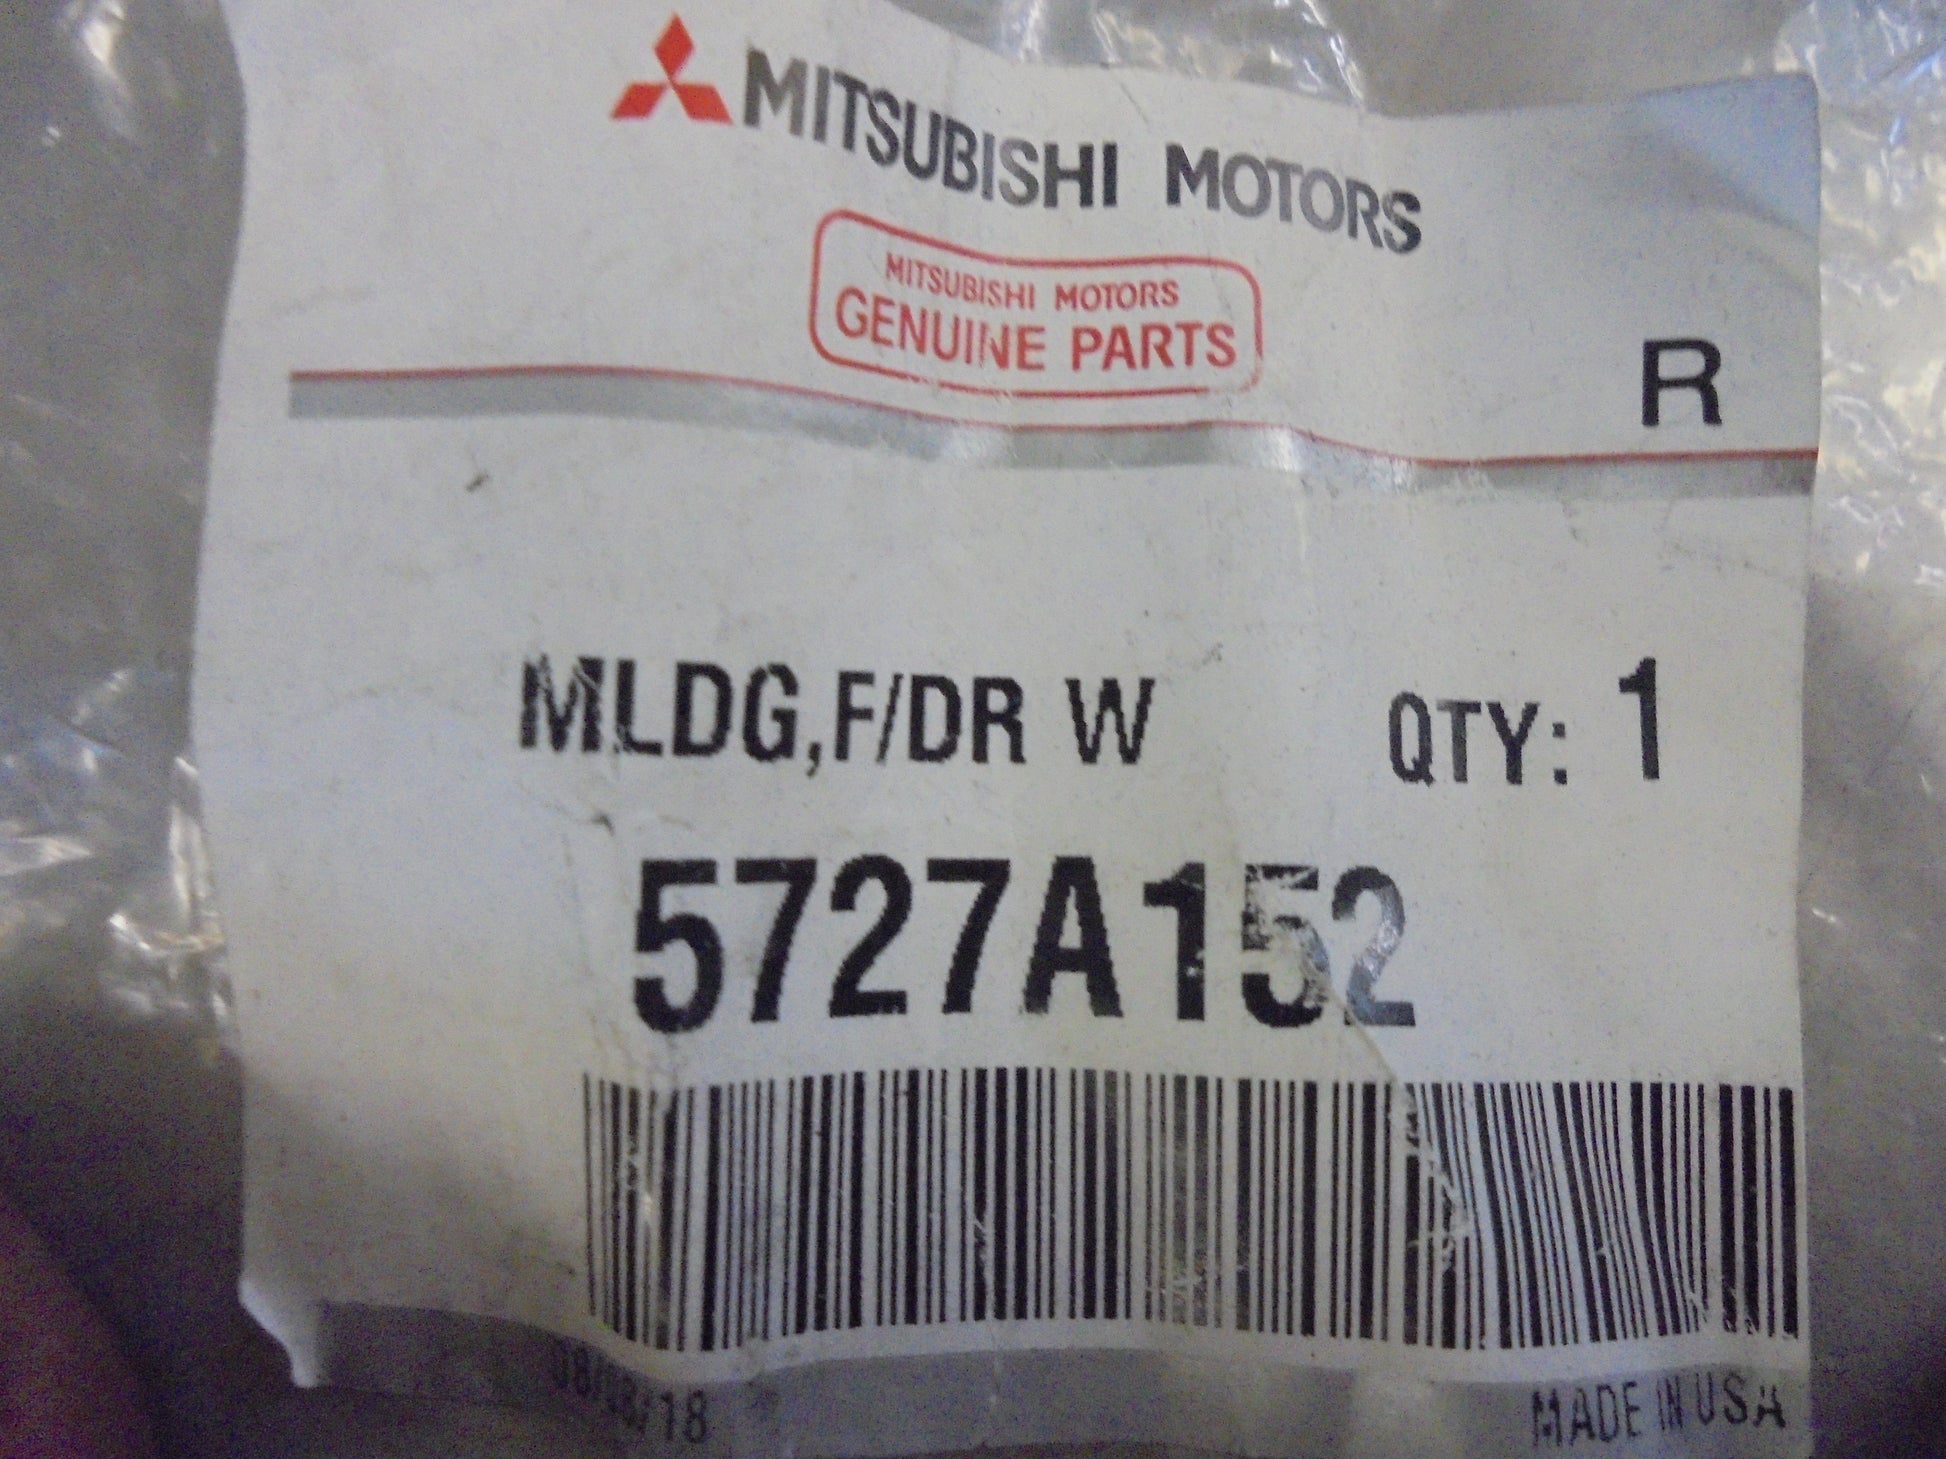 MITSUBISHI MOTORS
MITSUBISHI MOTORS
GENUINE PARTS
R
MLDG,F/DR W QTY: 1
5727A152
MADE IN USA